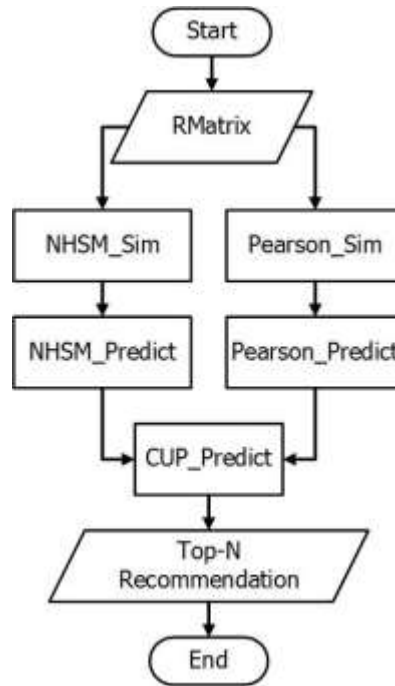 Start
RMatrix
NHSM_Sim
Pearson_Sim
NHSM_Predict
Pearson_Predict
CUP_Predict
Top-N
Recommendation
End